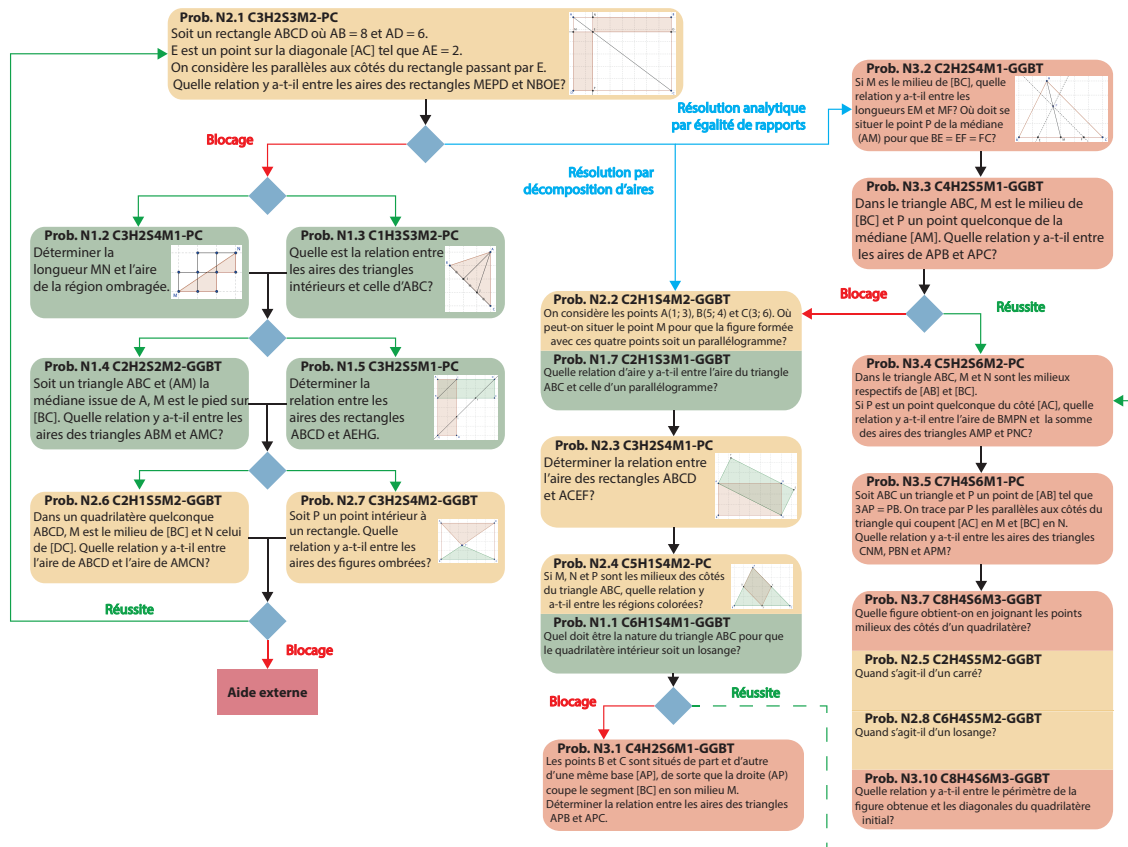 Prob. N2.1 C3H2S3M2-PC
Soit un rectangle ABCD où AB = 8 et AD = 6.
E est un point sur la diagonale [AC] tel que AE = 2.
On considère les parallèles aux côtés du rectangle passant par E.
Quelle relation y a-t-il entre les aires des rectangles MEPD et NBOE?
Blocage
Résolution analytique
par égalité de rapports
Résolution par
décomposition d'aires
Prob. N1.2 C3H2S4M1-PC
Déterminer la
longueur MN et l'aire
de la région ombragée.
Prob. N1.3 C1H3S3M2-PC
Quelle est la relation entre
les aires des triangles
intérieurs et celle d'ABC?
Prob. N1.4 C2H2S2M2-GGBT
Soit un triangle ABC et (AM) la
médiane issue de A, M est le pied sur
[BC]. Quelle relation y a-t-il entre les
aires des triangles ABM et AMC?
Prob. N1.5 C3H2S5M1-PC
Déterminer la
relation entre les
aires des rectangles
ABCD et AEHG.
Prob. N2.6 C2H1S5M2-GGBT
Dans un quadrilatère quelconque
ABCD, M est le milieu de [BC] et N celui
de [DC]. Quelle relation y a-t-il entre
l'aire de ABCD et l'aire de AMCN?
Prob. N2.7 C3H2S4M2-GGBT
Soit P un point intérieur à
un rectangle. Quelle
relation y a-t-il entre les
aires des figures ombrées?
Réussite
Blocage
Aide externe
Prob. N2.2 C2H1S4M2-GGBT
On considère les points A(1; 3), B(5; 4) et C(3; 6). Où
peut-on situer le point M pour que la figure formée
avec ces quatre points soit un parallélogramme?
Prob. N1.7 C2H1S3M1-GGBT
Quelle relation d'aire y a-t-il entre l'aire du triangle
ABC et celle d'un parallélogramme?
Prob. N2.3 C3H2S4M1-PC
Déterminer la relation entre
l'aire des rectangles ABCD
et ACEF?
Prob. N2.4 C5H1S4M2-PC
Si M, N et P sont les milieux des côtés
du triangle ABC, quelle relation y
a-t-il entre les régions colorées?
Prob. N1.1 C6H1S4M1-GGBT
Quel doit être la nature du triangle ABC pour que
le quadrilatère intérieur soit un losange?
Blocage
Réussite
Prob. N3.1 C4H2S6M1-GGBT
Les points B et C sont situés de part et d'autre
d'une même base [AP), de sorte que la droite (AP)
coupe le segment [BC] en son milieu M.
Déterminer la relation entre les aires des triangles
APB et APC.
Prob. N3.2 C2H2S4M1-GGBT
Si M es le milieu de [BC], quelle
relation y a-t-il entre les
longueurs EM et MF? Où doit se
situer le point P de la médiane
(AM) pour que BE = EF = FC?
Prob. N3.3 C4H2S5M1-GGBT
Dans le triangle ABC, M est le milieu de
[BC] et P un point quelconque de la
médiane [AM]. Quelle relation y a-t-il entre
les aires de APB et APC?
Blocage
Réussite
Prob. N3.4 C5H2S6M2-PC
Dans le triangle ABC, M et N sont les milieux
respectifs de [AB] et [BC].
Si P est un point quelconque du côté [AC], quelle
relation y a-t-il entre l'aire de BMPN et la somme
des aires des triangles AMP et PNC?
Prob. N3.5 C7H4S6M1-PC
Soit ABC un triangle et P un point de [AB] tel que
3AP = PB. On trace par P les parallèles aux côtés du
triangle qui coupent [AC] en M et [BC] en N.
Quelle relation y a-t-il entre les aires des triangles
CNM, PBN et APM?
Prob. N3.7 C8H4S6M3-GGBT
Quelle figure obtient-on en joignant les points
milieux des côtés d'un quadrilatère?
Prob. N2.5 C2H4S5M2-GGBT
Quand s'agit-il d'un carré?
Prob. N2.8 C6H4S5M2-GGBT
Quand s'agit-il d'un losange?
Prob. N3.10 C8H4S6M3-GGBT
Quelle relation y a-t-il entre le périmètre de la
figure obtenue et les diagonales du quadrilatère
initial?